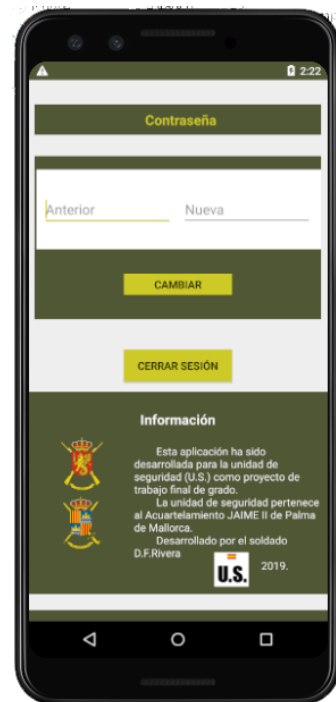 2:22
Contraseña
Anterior Nueva
CAMBIAR
CERRAR SESIÓN
Información
Esta aplicación ha sido
desarrollada para la unidad de
seguridad (U.S.) como proyecto de
trabajo final de grado.
La unidad de seguridad pertenece
al Acuartelamiento JAIME II de Palma
de Mallorca.
Desarrollado por el soldado
D.F.Rivera
U.S. 2019.